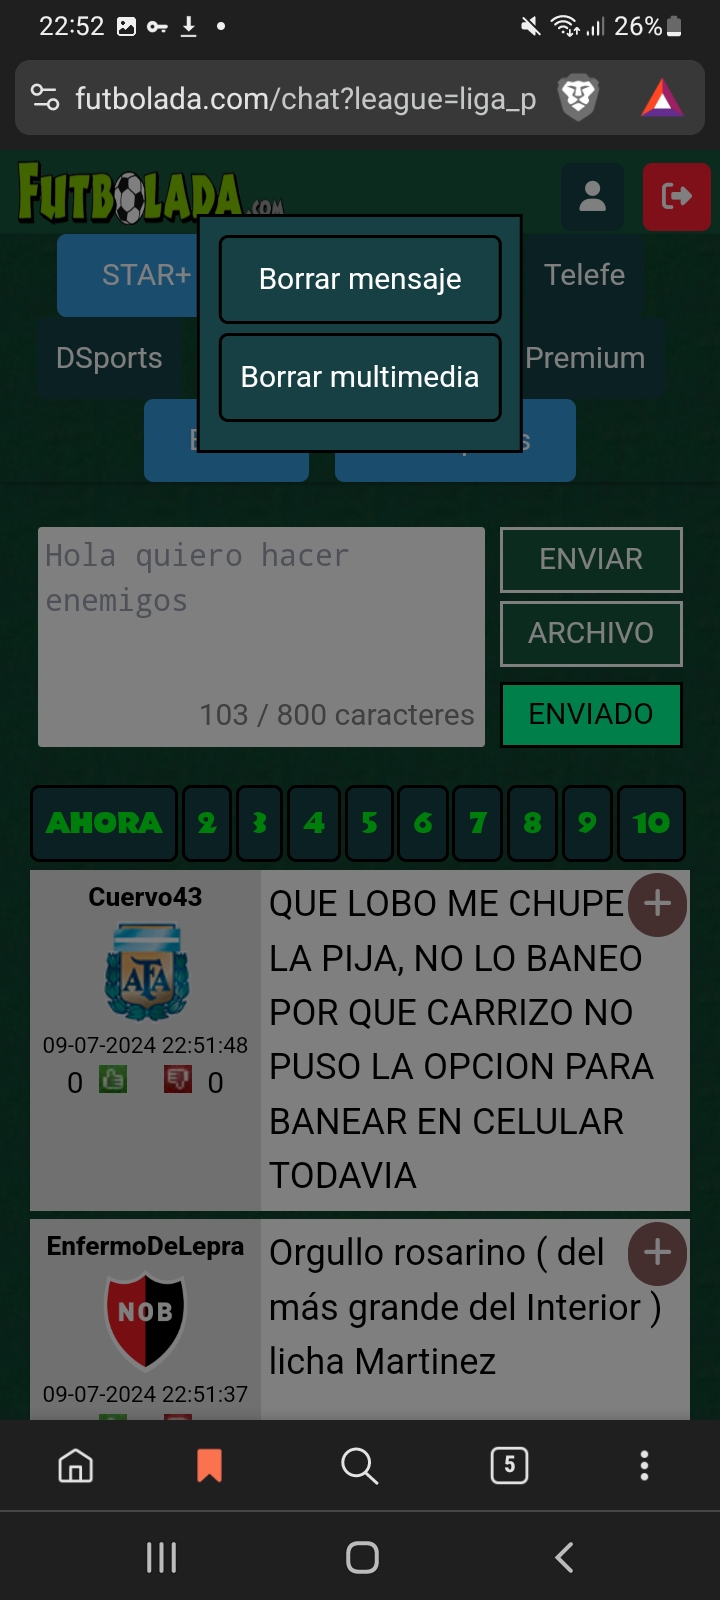 22:52
26%
futbolada.com/chat?league=liga_p
FUTBOLADA.COM
STAR+
Telefe
Borrar mensaje
DSports
Premium
Borrar multimedia
Hola quiero hacer
enemigos
103 / 800 caracteres
ENVIAR
ARCHIVO
ENVIADO
AHORA 2 3 4 5 6 7 8 9 10
Cuervo43
AFA
09-07-2024 22:51:48
0 0
QUE LOBO ME CHUPE
LA PIJA, NO LO BANEO
POR QUE CARRIZO NO
PUSO LA OPCION PARA
BANEAR EN CELULAR
TODAVIA
EnfermoDeLepra
NOB
09-07-2024 22:51:37
Orgullo rosarino ( del
más grande del Interior )
licha Martinez
5